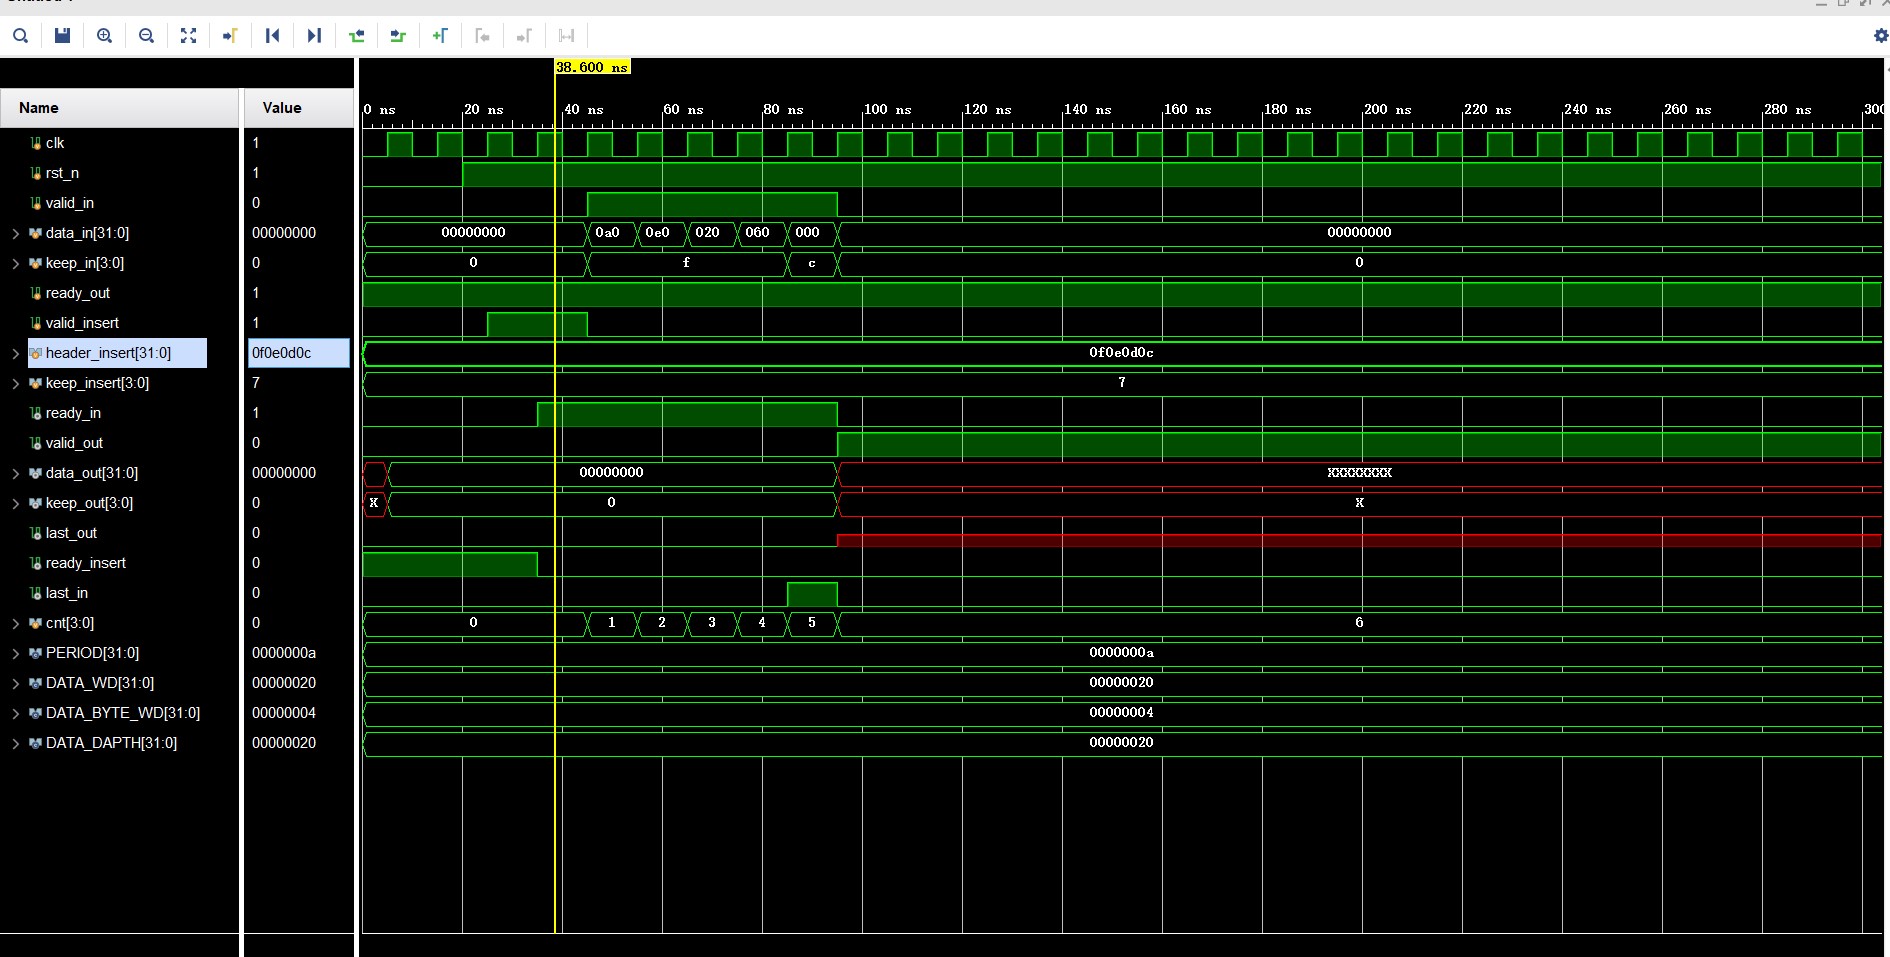 38.600 ns
Name Value 0 ns 20 ns 40 ns 60 ns 80 ns 100 ns 120 ns 140 ns 160 ns 180 ns 200 ns 220 ns 240 ns 260 ns 280 ns 300
clk 1
rst_n 1
valid_in 0
data_in[31:0] 00000000 00000000 0a0 0e0 020 060 000 00000000
keep_in[3:0] 0 0 f c 0
ready_out 1
valid_insert 1
header_insert[31:0] 0f0e0d0c 0f0e0d0c
keep_insert[3:0] 7 7
ready_in 1
valid_out 0
data_out[31:0] 00000000 00000000 XXXXXXXX
keep_out[3:0] 0 X 0 X
last_out 0
ready_insert 0
last_in 0
cnt[3:0] 0 0 1 2 3 4 5 6
PERIOD[31:0] 0000000a 0000000a
DATA_WD[31:0] 00000020 00000020
DATA_BYTE_WD[31:0] 00000004 00000004
DATA_DAPTH[31:0] 00000020 00000020